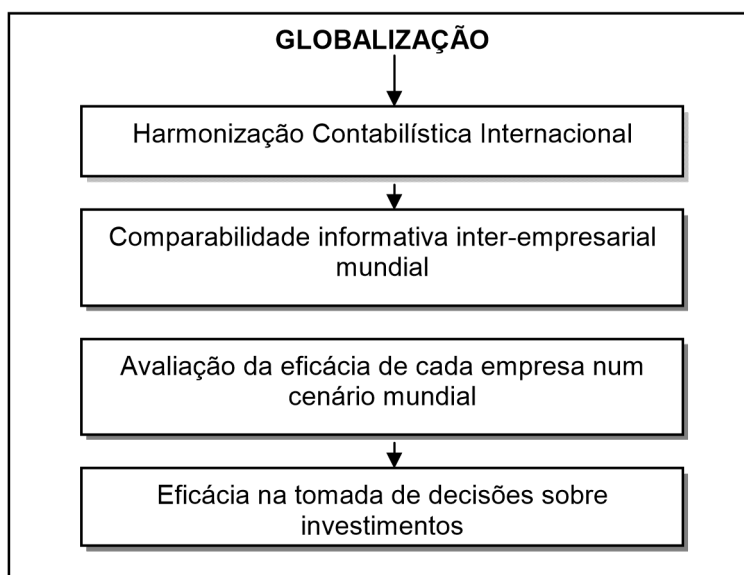 GLOBALIZAÇÃO
Harmonização Contabilística Internacional
Comparabilidade informativa inter-empresarial
mundial
Avaliação da eficácia de cada empresa num
cenário mundial
Eficácia na tomada de decisões sobre
investimentos